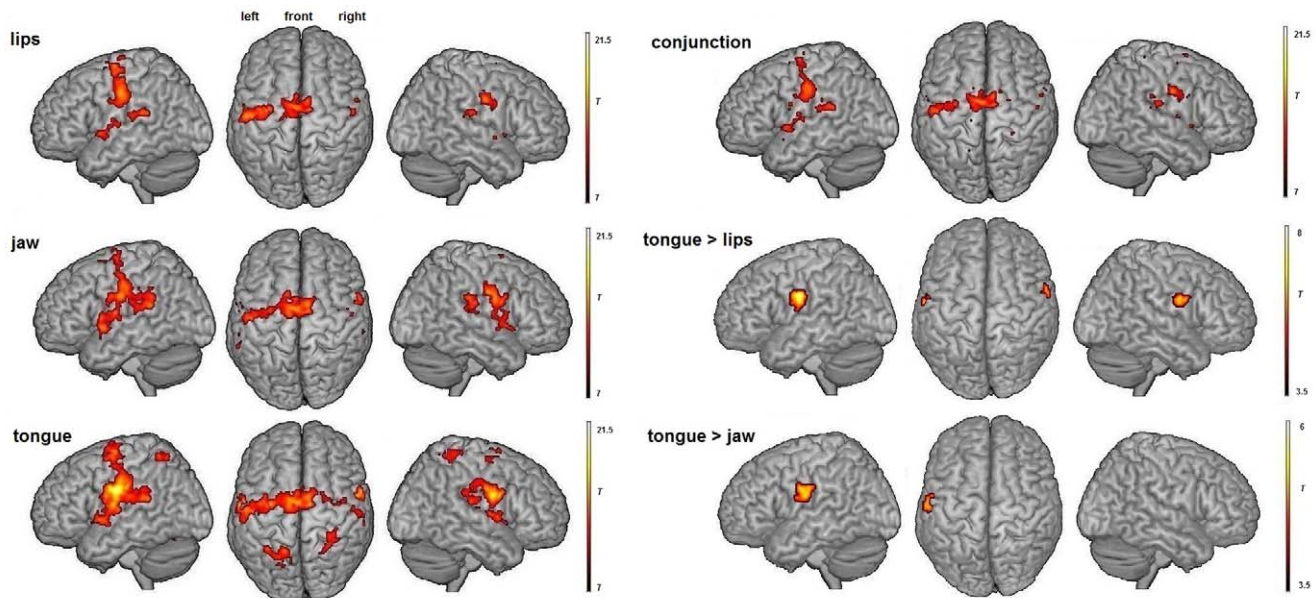 left front right
lips
21.5
T
7
conjunction
21.5
T
7
jaw
21.5
T
7
tongue > lips
8
T
3.5
tongue
21.5
T
7
tongue > jaw
6
T
3.5